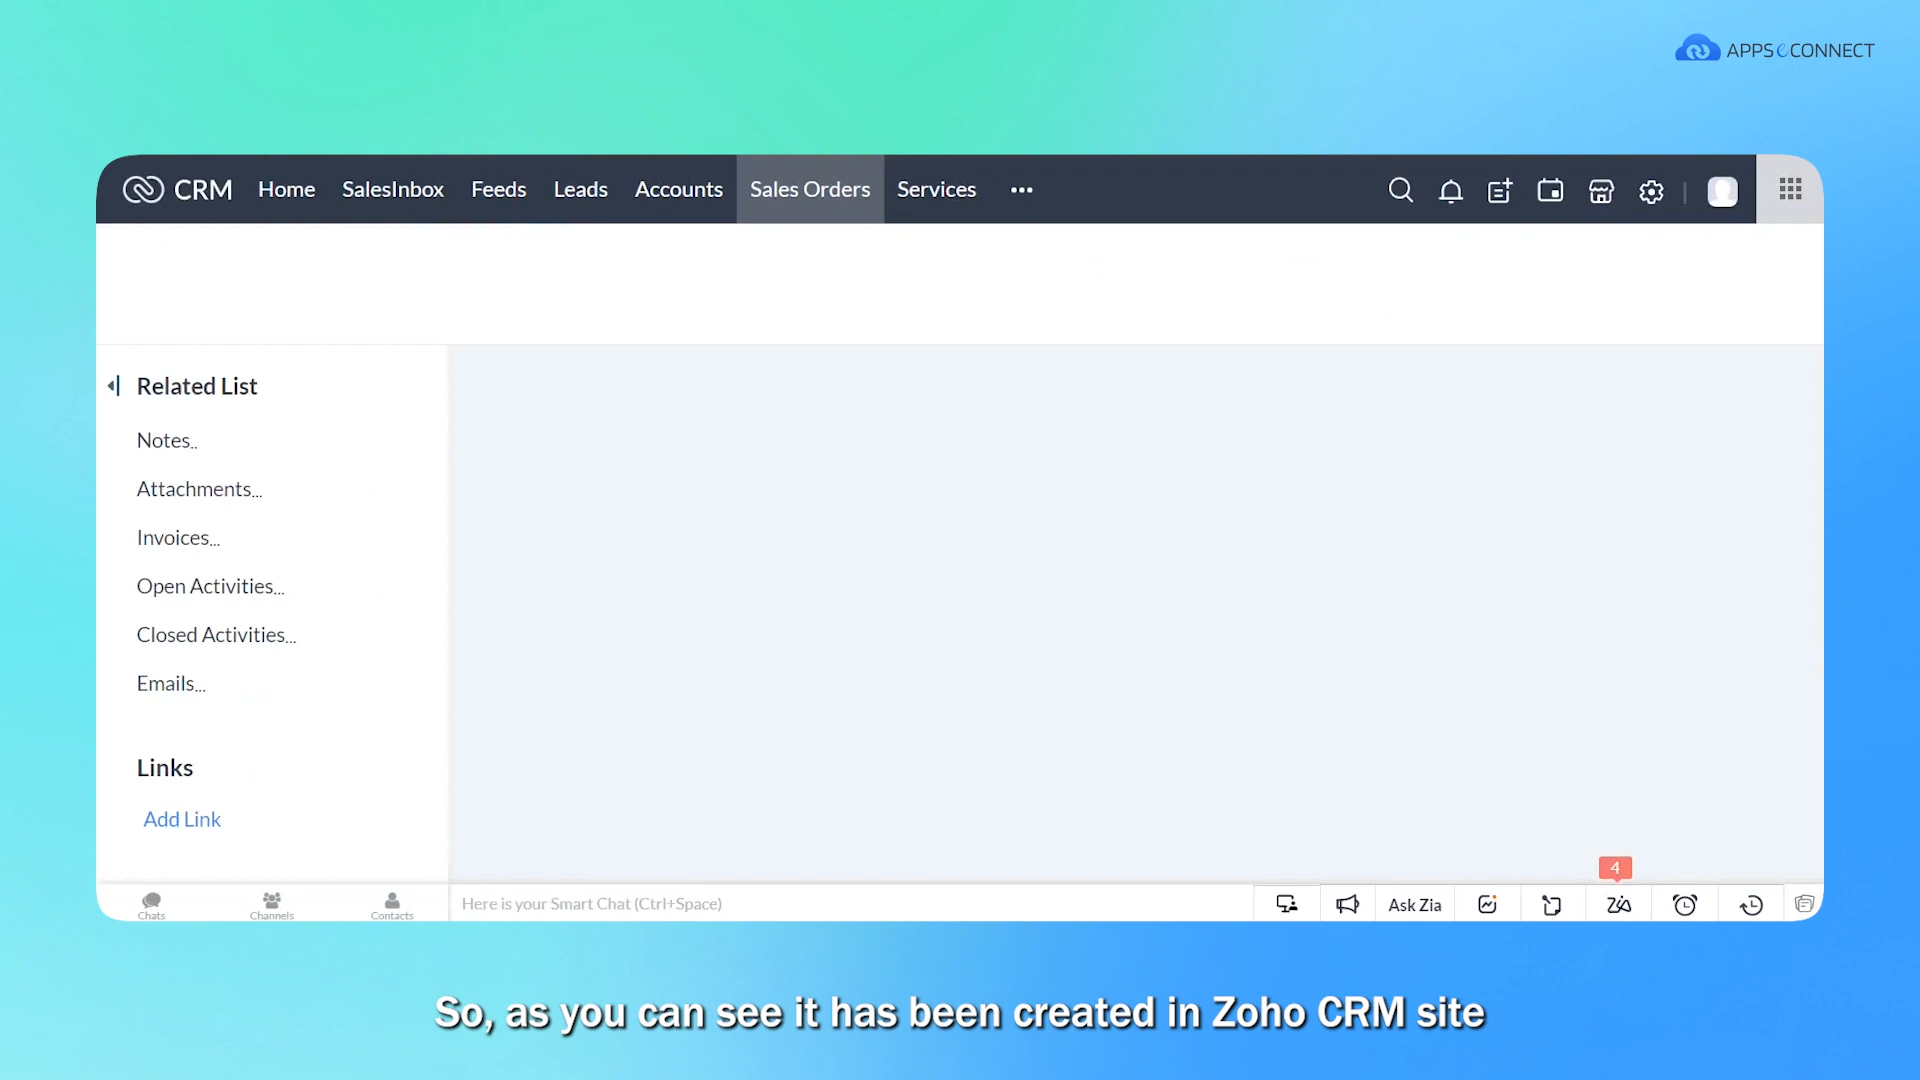 APPSeCONNECT
CRM Home SalesInbox Feeds Leads Accounts Sales Orders Services •••
Related List
Notes..
Attachments...
Invoices...
Open Activities...
Closed Activities...
Emails...
Links
Add Link
4
Chats Channels Contacts Here is your Smart Chat (Ctrl+Space) Ask Zia
So, as you can see it has been created in Zoho CRM site